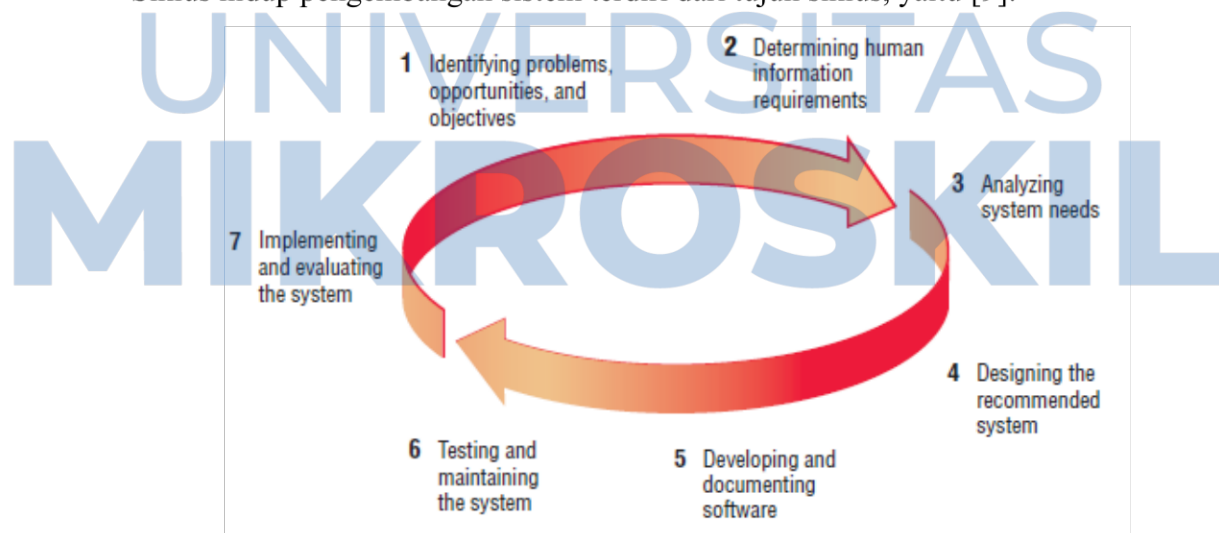 hidup pengembangan sistem terdiri dari tujuh siklus, yaitu [9]:
UNIVERSITAS
MIKROSKIL
1 Identifying problems,
opportunities, and
objectives
2 Determining human
information
requirements
3 Analyzing
system needs
4 Designing the
recommended
system
5 Developing and
documenting
software
6 Testing and
maintaining
the system
7 Implementing
and evaluating
the system